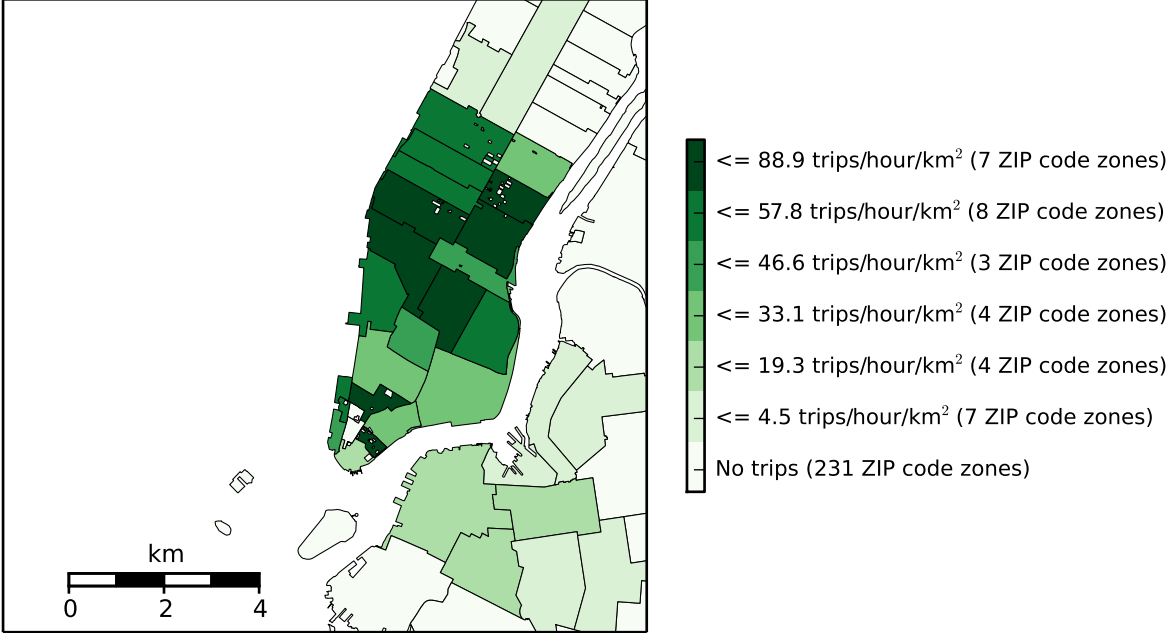 <= 88.9 trips/hour/km² (7 ZIP code zones)
<= 57.8 trips/hour/km² (8 ZIP code zones)
<= 46.6 trips/hour/km² (3 ZIP code zones)
<= 33.1 trips/hour/km² (4 ZIP code zones)
<= 19.3 trips/hour/km² (4 ZIP code zones)
<= 4.5 trips/hour/km² (7 ZIP code zones)
No trips (231 ZIP code zones)
km
0 2 4